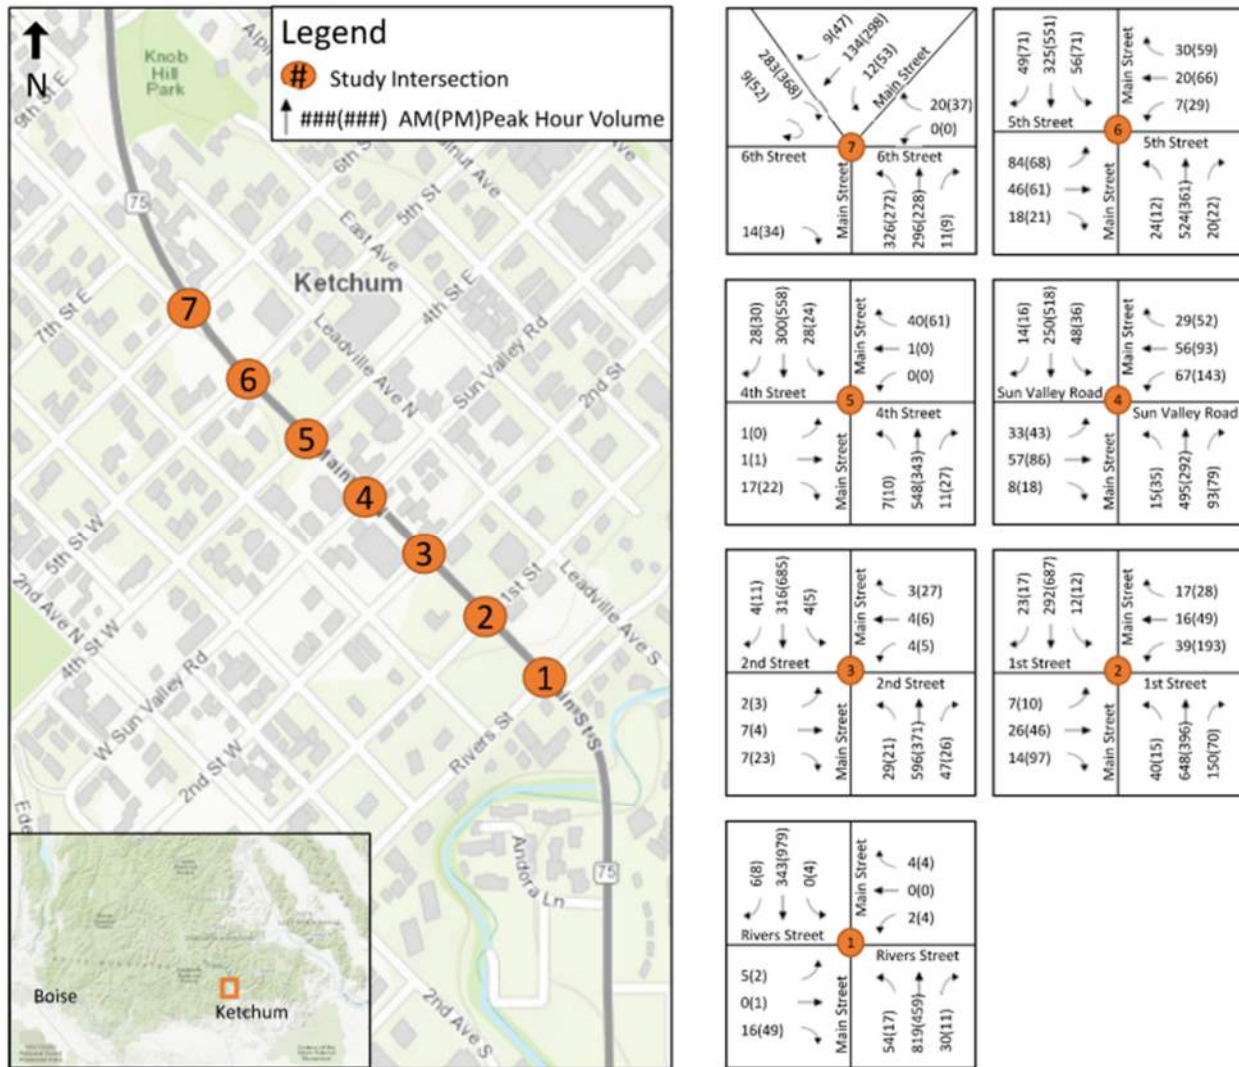 N
Legend
# Study Intersection
###(###) AM(PM)Peak Hour Volume
Knob
Hill
Park
9th St E
6th St
5th St
East Ave
4th St E
Ketchum
7th St E
Leadville Ave N
Sun Valley Rd
2nd St
75
7
6
5
4
3
2
1
Main
1st St
Leadville Ave S
5th St W
2nd Ave N
4th St W
W Sun Valley Rd
2nd St W
Rivers St
Andora Ln
75
2nd Ave S
Boise
Ketchum
9(47)
134(298)
12(53)
283(368)
9(52)
Main Street
20(37)
0(0)
7
6th Street
6th Street
Main Street
14(34)
326(272)
296(228)
11(9)
49(71)
325(551)
56(71)
Main Street
30(59)
20(66)
7(29)
5th Street
6
5th Street
84(68)
46(61)
18(21)
Main Street
24(12)
524(361)
20(22)
28(30)
300(558)
28(24)
Main Street
40(61)
1(0)
0(0)
4th Street
5
4th Street
1(0)
1(1)
17(22)
Main Street
7(10)
548(343)
11(27)
14(16)
250(518)
48(36)
Main Street
29(52)
56(93)
67(143)
Sun Valley Road
4
Sun Valley Road
33(43)
57(86)
8(18)
Main Street
15(35)
495(292)
93(79)
4(11)
316(685)
4(5)
Main Street
3(27)
4(6)
4(5)
2nd Street
3
2nd Street
2(3)
7(4)
7(23)
Main Street
29(21)
596(371)
47(26)
23(17)
292(687)
12(12)
Main Street
17(28)
16(49)
39(193)
1st Street
2
1st Street
7(10)
26(46)
14(97)
Main Street
40(15)
648(396)
150(70)
6(8)
343(979)
0(4)
Main Street
4(4)
0(0)
2(4)
Rivers Street
1
Rivers Street
5(2)
0(1)
16(49)
Main Street
54(17)
819(459)
30(11)